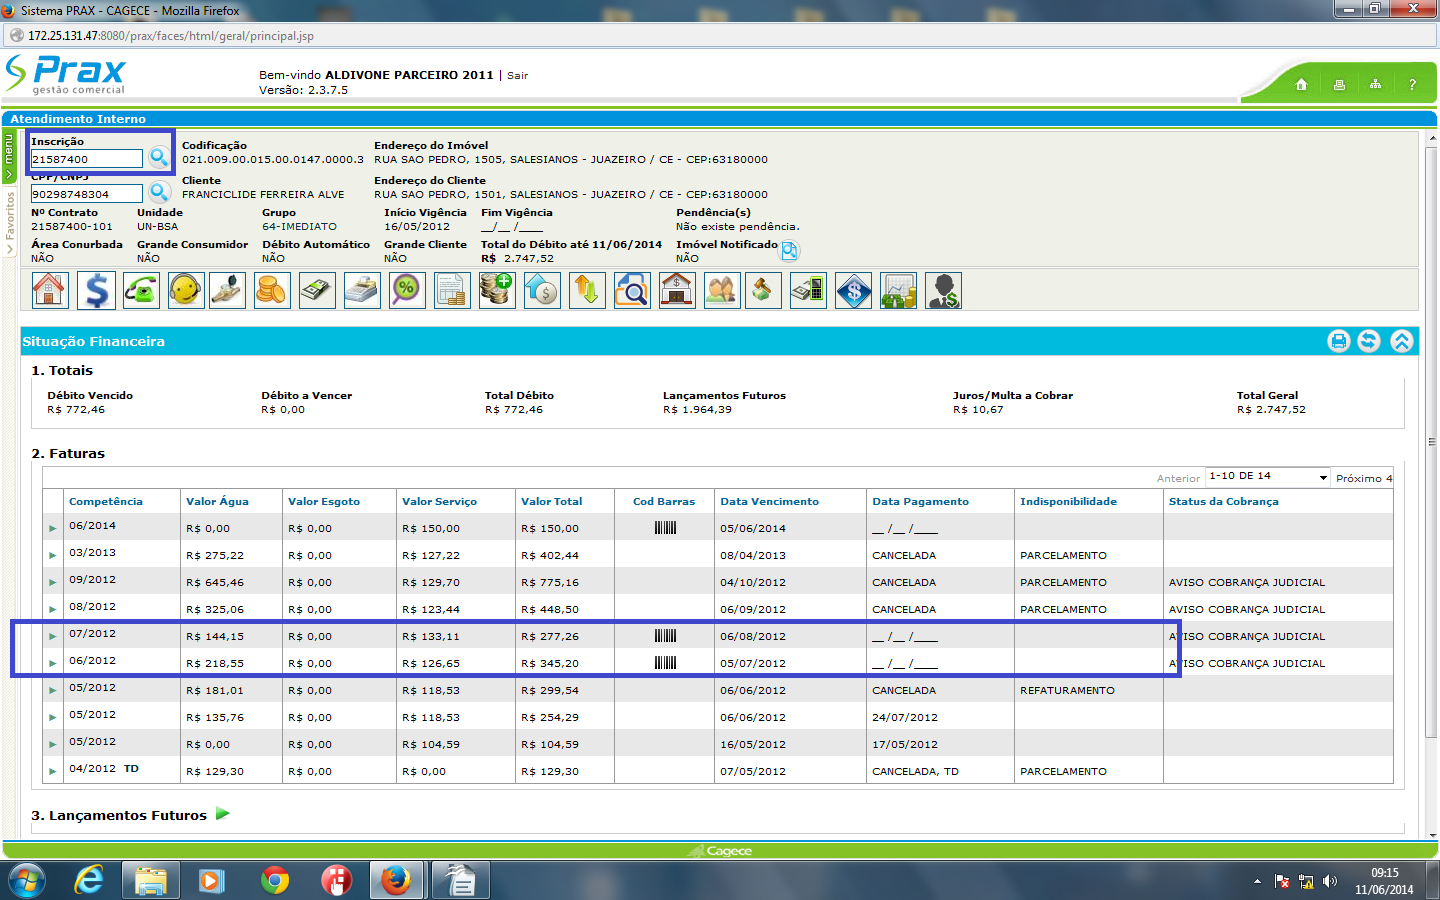 Sistema PRAX - CAGECE - Mozilla Firefox
172.25.131.47:8080/prax/faces/html/geral/principal.jsp
Prax
gestão comercial
Bem-vindo ALDIVONE PARCEIRO 2011 | Sair
Versão: 2.3.7.5
?
Atendimento Interno
menu
Favoritos
Inscrição Codificação Endereço do Imóvel
21587400 021.009.00.015.00.0147.0000.3 RUA SAO PEDRO, 1505, SALESIANOS - JUAZEIRO / CE - CEP:63180000
CPF/CNPJ Cliente Endereço do Cliente
90298748304 FRANCICLIDE FERREIRA ALVE RUA SAO PEDRO, 1501, SALESIANOS - JUAZEIRO / CE - CEP:63180000
Nº Contrato Unidade Grupo Início Vigência Fim Vigência Pendência(s)
21587400-101 UN-BSA 64-IMEDIATO 16/05/2012 __/__ /____ Não existe pendência.
Área Conurbada Grande Consumidor Débito Automático Grande Cliente Total do Débito até 11/06/2014 Imóvel Notificado
NÃO NÃO NÃO NÃO R$ 2.747,52 NÃO
Situação Financeira
1. Totais
Débito Vencido Débito a Vencer Total Débito Lançamentos Futuros Juros/Multa a Cobrar Total Geral
R$ 772,46 R$ 0,00 R$ 772,46 R$ 1.964,39 R$ 10,67 R$ 2.747,52
2. Faturas
Anterior 1-10 DE 14 Próximo 4
Competência Valor Água Valor Esgoto Valor Serviço Valor Total Cod Barras Data Vencimento Data Pagamento Indisponibilidade Status da Cobrança
06/2014 R$ 0,00 R$ 0,00 R$ 150,00 R$ 150,00 05/06/2014 __ /__ /____
03/2013 R$ 275,22 R$ 0,00 R$ 127,22 R$ 402,44 08/04/2013 CANCELADA PARCELAMENTO
09/2012 R$ 645,46 R$ 0,00 R$ 129,70 R$ 775,16 04/10/2012 CANCELADA PARCELAMENTO AVISO COBRANÇA JUDICIAL
08/2012 R$ 325,06 R$ 0,00 R$ 123,44 R$ 448,50 06/09/2012 CANCELADA PARCELAMENTO AVISO COBRANÇA JUDICIAL
07/2012 R$ 144,15 R$ 0,00 R$ 133,11 R$ 277,26 06/08/2012 __ /__ /____ AVISO COBRANÇA JUDICIAL
06/2012 R$ 218,55 R$ 0,00 R$ 126,65 R$ 345,20 05/07/2012 __ /__ /____ AVISO COBRANÇA JUDICIAL
05/2012 R$ 181,01 R$ 0,00 R$ 118,53 R$ 299,54 06/06/2012 CANCELADA REFATURAMENTO
05/2012 R$ 135,76 R$ 0,00 R$ 118,53 R$ 254,29 06/06/2012 24/07/2012
05/2012 R$ 0,00 R$ 0,00 R$ 104,59 R$ 104,59 16/05/2012 17/05/2012
04/2012 TD R$ 129,30 R$ 0,00 R$ 0,00 R$ 129,30 07/05/2012 CANCELADA, TD PARCELAMENTO
3. Lançamentos Futuros
Cagece
09:15
11/06/2014